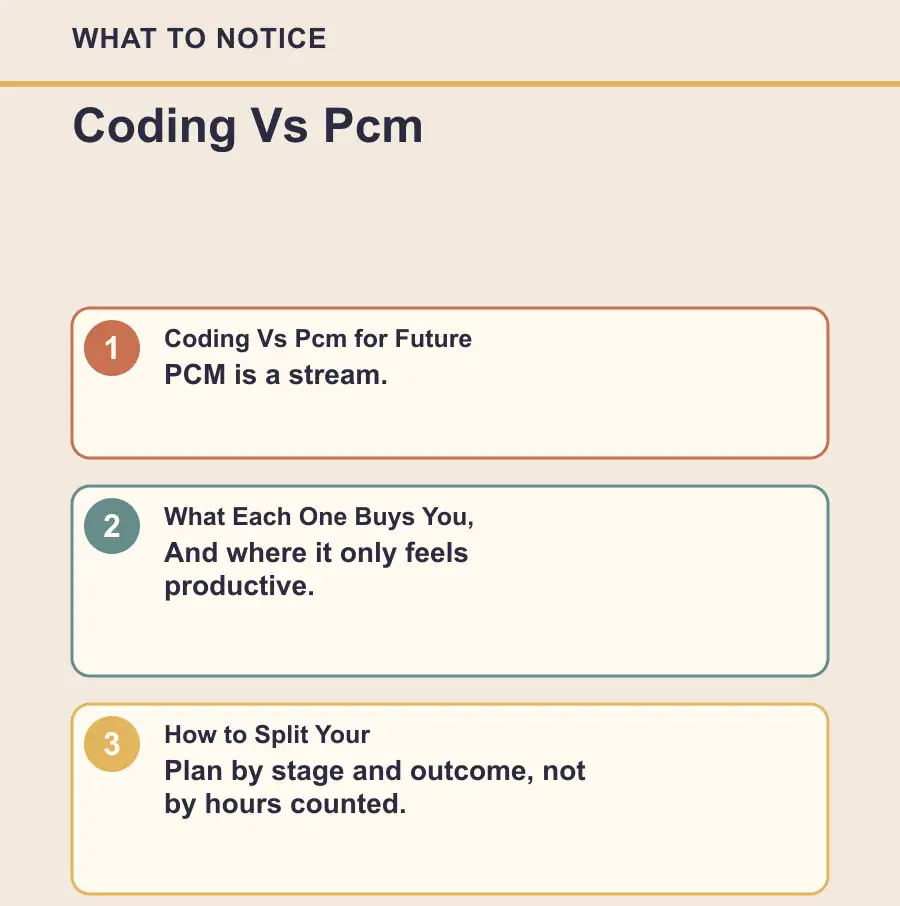 WHAT TO NOTICE
Coding Vs Pcm
1
Coding Vs Pcm for Future
PCM is a stream.
2
What Each One Buys You,
And where it only feels
productive.
3
How to Split Your
Plan by stage and outcome, not
by hours counted.